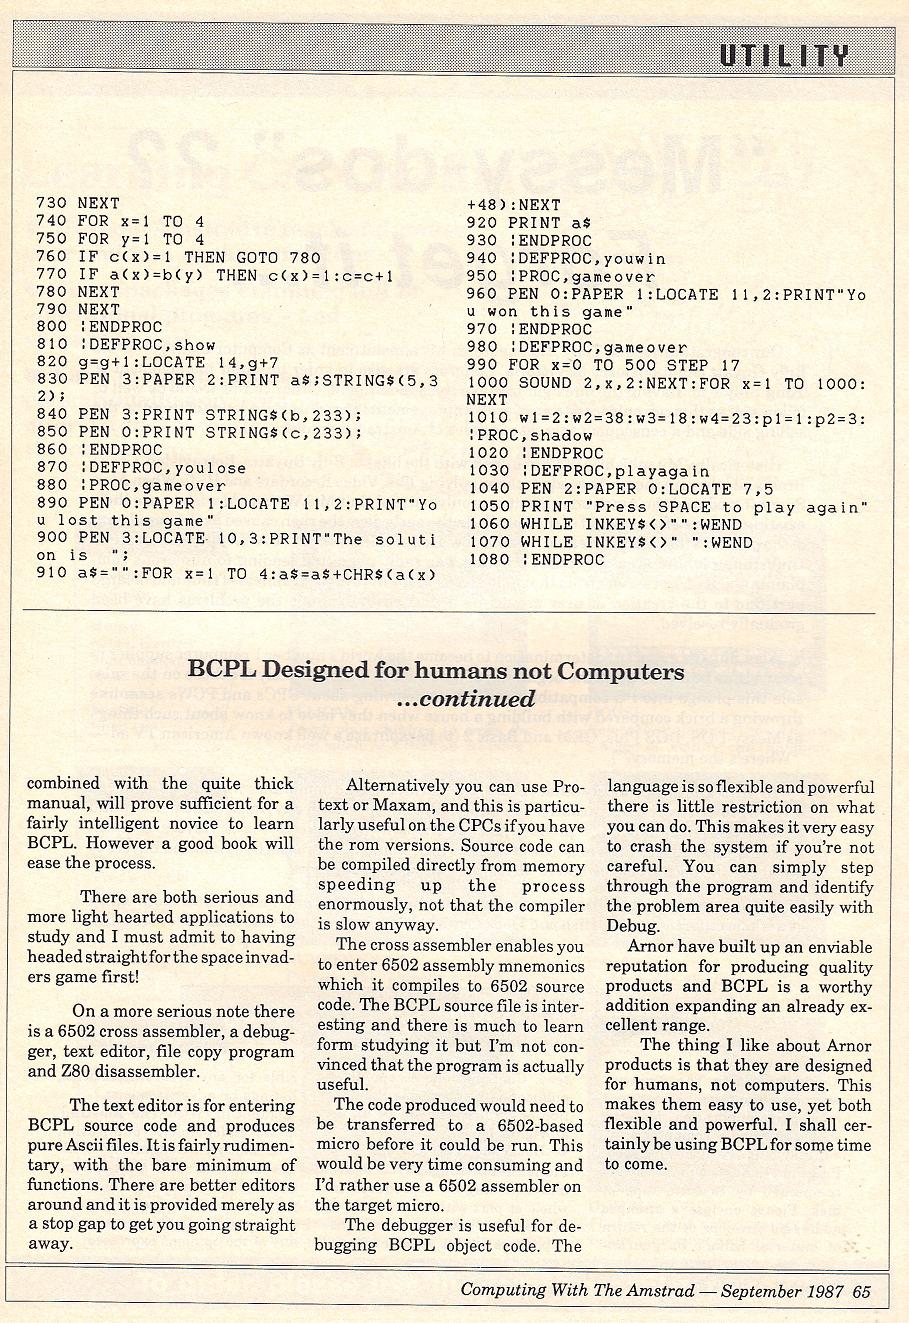 UTILITY
730 NEXT
740 FOR x=1 TO 4
750 FOR y=1 TO 4
760 IF c(x)=1 THEN GOTO 780
770 IF a(x)=b(y) THEN c(x)=1:c=c+1
780 NEXT
790 NEXT
800 ¦ENDPROC
810 ¦DEFPROC,show
820 g=g+1:LOCATE 14,g+7
830 PEN 3:PAPER 2:PRINT a$;STRING$(5,3
2);
840 PEN 3:PRINT STRING$(b,233);
850 PEN 0:PRINT STRING$(c,233);
860 ¦ENDPROC
870 ¦DEFPROC,youlose
880 ¦PROC,gameover
890 PEN 0:PAPER 1:LOCATE 11,2:PRINT"Yo
u lost this game"
900 PEN 3:LOCATE 10,3:PRINT"The soluti
on is  ";
910 a$="":FOR x=1 TO 4:a$=a$+CHR$(a(x)
+48):NEXT
920 PRINT a$
930 ¦ENDPROC
940 ¦DEFPROC,youwin
950 ¦PROC,gameover
960 PEN 0:PAPER 1:LOCATE 11,2:PRINT"Yo
u won this game"
970 ¦ENDPROC
980 ¦DEFPROC,gameover
990 FOR x=0 TO 500 STEP 17
1000 SOUND 2,x,2:NEXT:FOR x=1 TO 1000:
NEXT
1010 w1=2:w2=38:w3=18:w4=23:p1=1:p2=3:
¦PROC,shadow
1020 ¦ENDPROC
1030 ¦DEFPROC,playagain
1040 PEN 2:PAPER 0:LOCATE 7,5
1050 PRINT "Press SPACE to play again"
1060 WHILE INKEY$<>"":WEND
1070 WHILE INKEY$<>" ":WEND
1080 ¦ENDPROC
BCPL Designed for humans not Computers
...continued
combined with the quite thick
manual, will prove sufficient for a
fairly intelligent novice to learn
BCPL. However a good book will
ease the process.
There are both serious and
more light hearted applications to
study and I must admit to having
headed straight for the space invad-
ers game first!
On a more serious note there
is a 6502 cross assembler, a debug-
ger, text editor, file copy program
and Z80 disassembler.
The text editor is for entering
BCPL source code and produces
pure Ascii files. It is fairly rudimen-
tary, with the bare minimum of
functions. There are better editors
around and it is provided merely as
a stop gap to get you going straight
away.
Alternatively you can use Pro-
text or Maxam, and this is particu-
larly useful on the CPCs if you have
the rom versions. Source code can
be compiled directly from memory
speeding up the process
enormously, not that the compiler
is slow anyway.
The cross assembler enables you
to enter 6502 assembly mnemonics
which it compiles to 6502 source
code. The BCPL source file is inter-
esting and there is much to learn
form studying it but I'm not con-
vinced that the program is actually
useful.
The code produced would need to
be transferred to a 6502-based
micro before it could be run. This
would be very time consuming and
I'd rather use a 6502 assembler on
the target micro.
The debugger is useful for de-
bugging BCPL object code. The
language is so flexible and powerful
there is little restriction on what
you can do. This makes it very easy
to crash the system if you're not
careful. You can simply step
through the program and identify
the problem area quite easily with
Debug.
Arnor have built up an enviable
reputation for producing quality
products and BCPL is a worthy
addition expanding an already ex-
cellent range.
The thing I like about Arnor
products is that they are designed
for humans, not computers. This
makes them easy to use, yet both
flexible and powerful. I shall cer-
tainly be using BCPL for some time
to come.
Computing With The Amstrad — September 1987 65